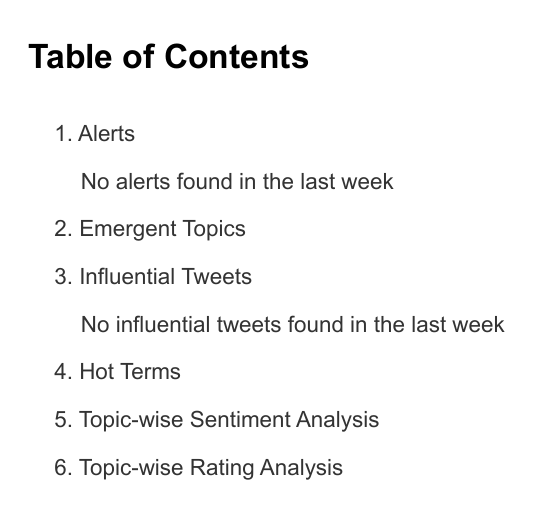 Table of Contents
1. Alerts
No alerts found in the last week
2. Emergent Topics
3. Influential Tweets
No influential tweets found in the last week
4. Hot Terms
5. Topic-wise Sentiment Analysis
6. Topic-wise Rating Analysis